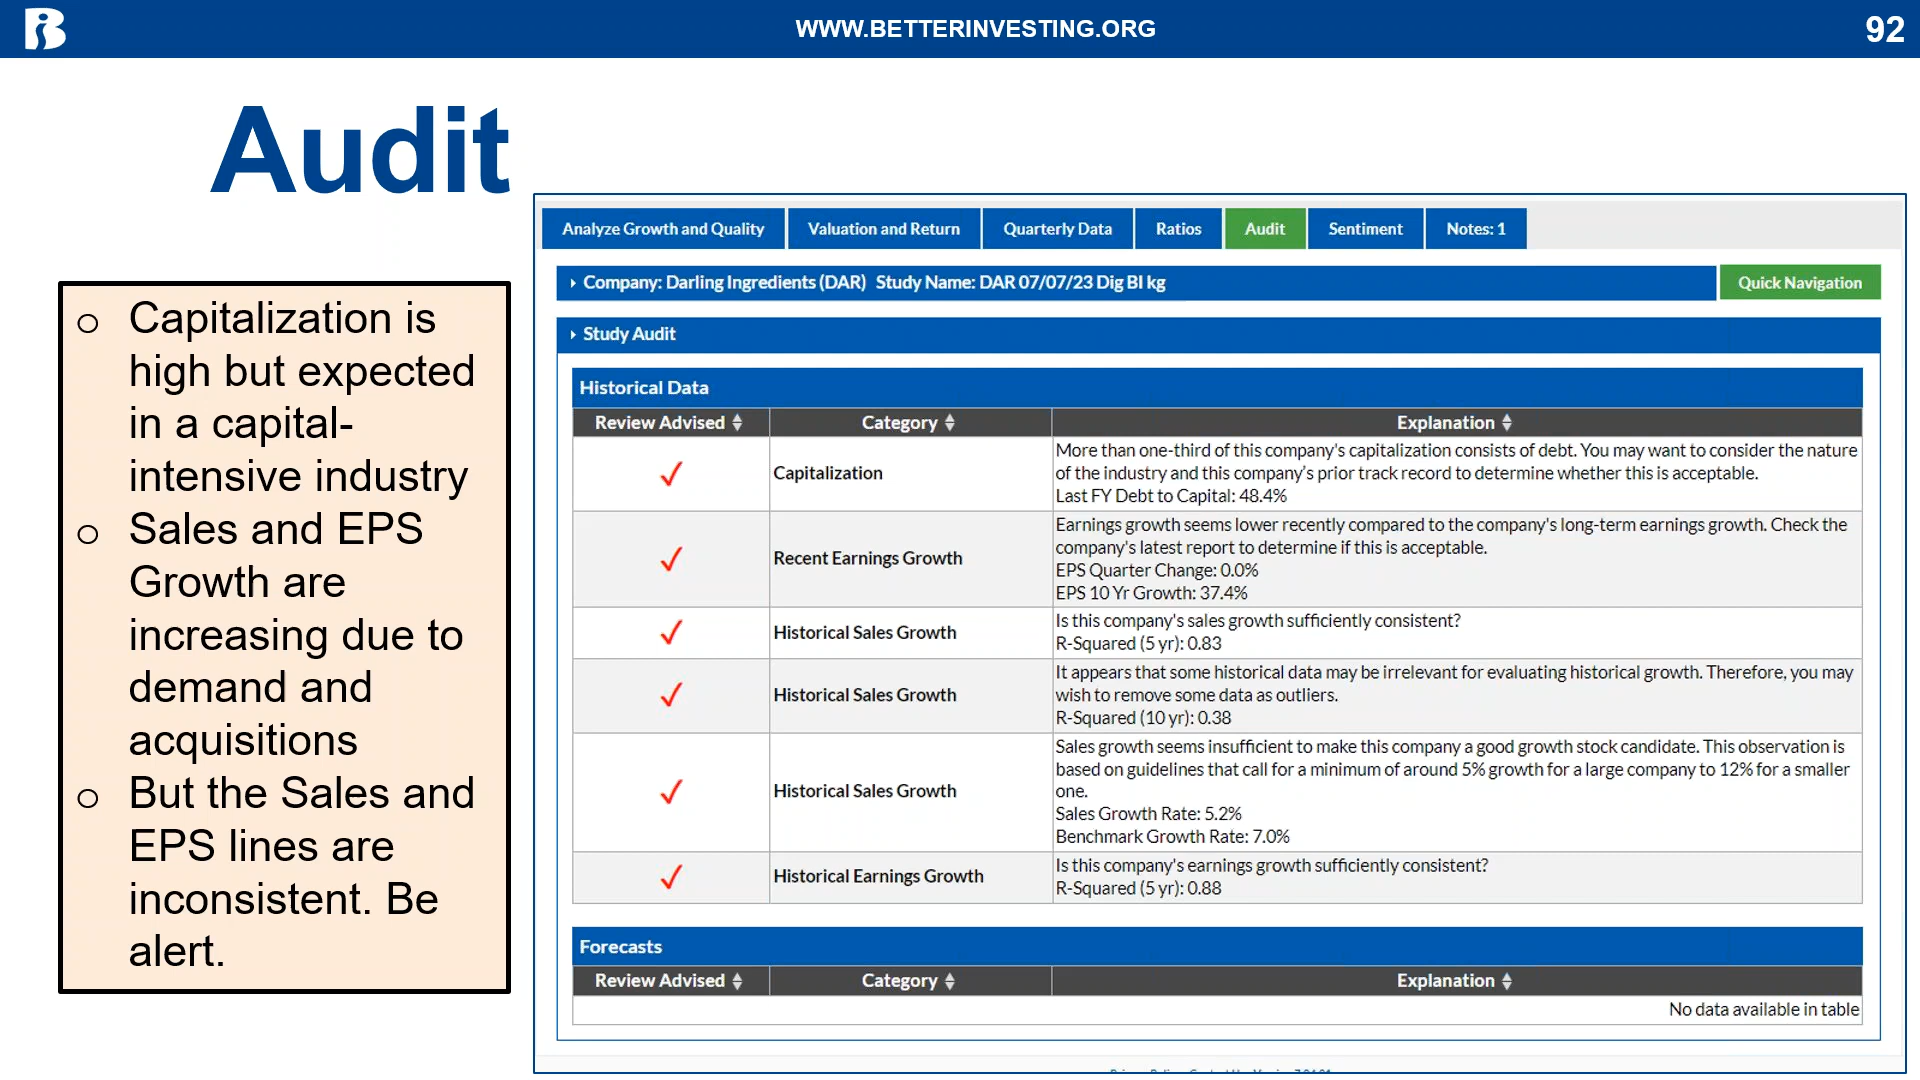 WWW.BETTERINVESTING.ORG
92
Audit
Capitalization is
high but expected
in a capital-
intensive industry
Sales and EPS
Growth are
increasing due to
demand and
acquisitions
But the Sales and
EPS lines are
inconsistent. Be
alert.
Analyze Growth and Quality
Valuation and Return
Quarterly Data
Ratios
Audit
Sentiment
Notes: 1
Company: Darling Ingredients (DAR) Study Name: DAR 07/07/23 Dig BI kg
Quick Navigation
Study Audit
Historical Data
Review Advised
Category
Explanation
Capitalization
More than one-third of this company's capitalization consists of debt. You may want to consider the nature
of the industry and this company's prior track record to determine whether this is acceptable.
Last FY Debt to Capital: 48.4%
Recent Earnings Growth
Earnings growth seems lower recently compared to the company's long-term earnings growth. Check the
company's latest report to determine if this is acceptable.
EPS Quarter Change: 0.0%
EPS 10 Yr Growth: 37.4%
Historical Sales Growth
Is this company's sales growth sufficiently consistent?
R-Squared (5 yr): 0.83
Historical Sales Growth
It appears that some historical data may be irrelevant for evaluating historical growth. Therefore, you may
wish to remove some data as outliers.
R-Squared (10 yr): 0.38
Historical Sales Growth
Sales growth seems insufficient to make this company a good growth stock candidate. This observation is
based on guidelines that call for a minimum of around 5% growth for a large company to 12% for a smaller
one.
Sales Growth Rate: 5.2%
Benchmark Growth Rate: 7.0%
Historical Earnings Growth
Is this company's earnings growth sufficiently consistent?
R-Squared (5 yr): 0.88
Forecasts
Review Advised
Category
Explanation
No data available in table